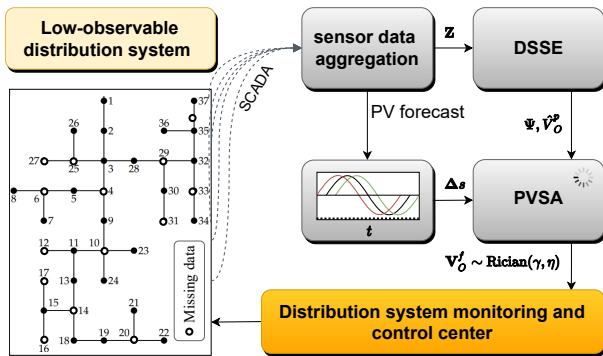 Low-observable
distribution system
sensor data
aggregation
Z
DSSE
SCADA
PV forecast
Ψ, V̂_O^p
Δs
t
PVSA
V_O^f ∼ Rician(γ, η)
Distribution system monitoring and
control center
Missing data
1
37
26
2
36
35
29
27
25
3
28
32
8
6
5
4
30
33
7
9
31
34
12
11
10
23
17
13
24
15
14
21
16
18
19
20
22